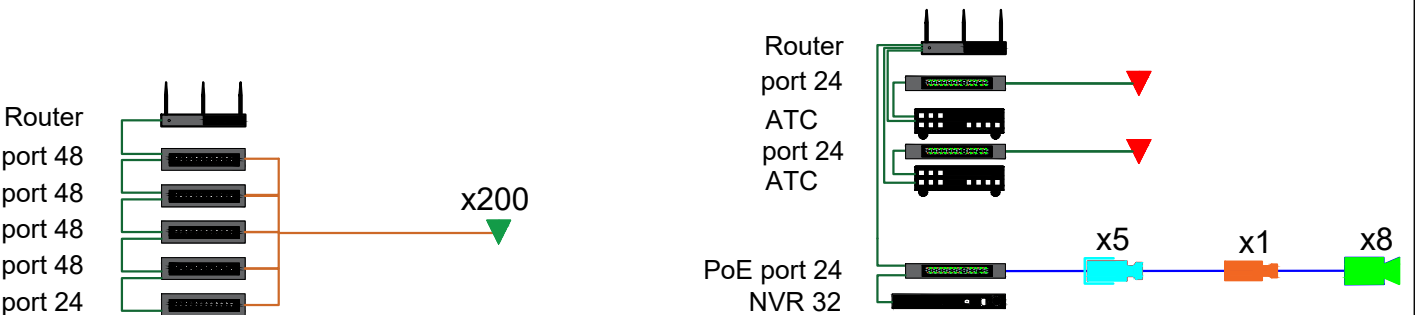 Router
port 48
port 48
port 48
port 48
port 24
x200
Router
port 24
ATC
port 24
ATC
PoE port 24
NVR 32
x5
x1
x8